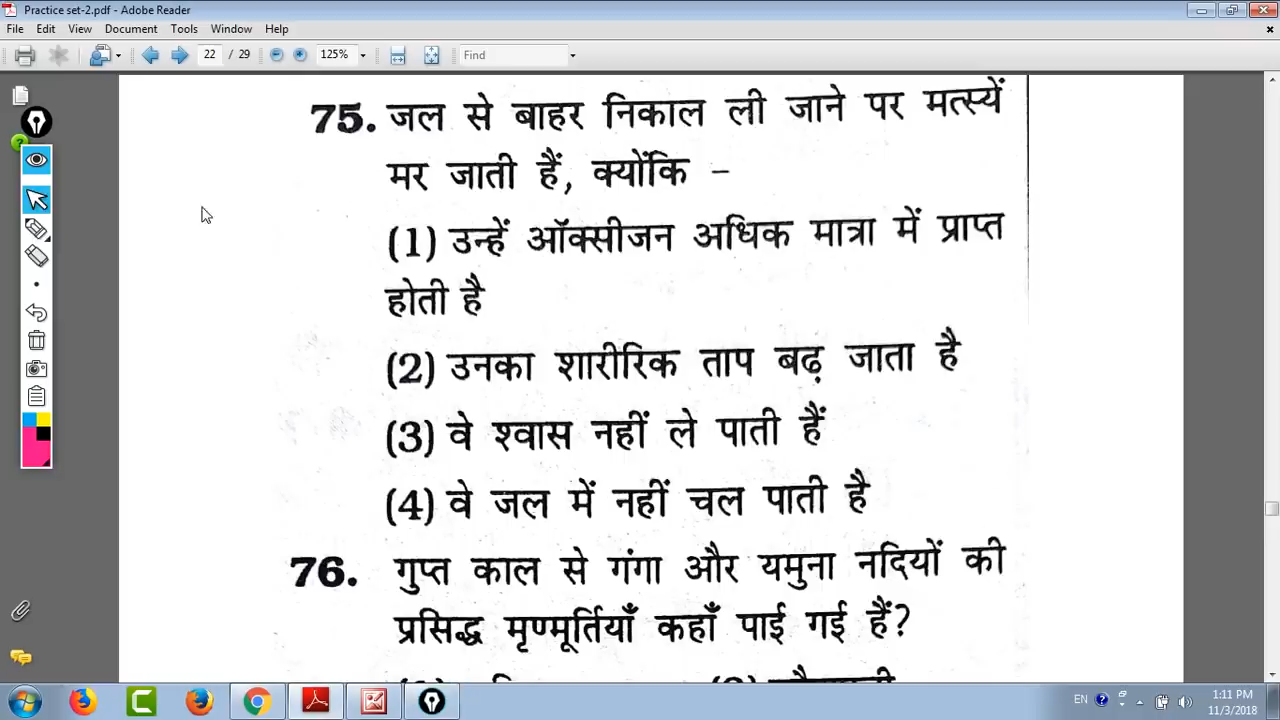 Practice set-2.pdf - Adobe Reader
File Edit View Document Tools Window Help
22 / 29 125% Find
75. जल से बाहर निकाल ली जाने पर मत्स्यें
मर जाती हैं, क्योंकि -
(1) उन्हें ऑक्सीजन अधिक मात्रा में प्राप्त
होती है
(2) उनका शारीरिक ताप बढ़ जाता है
(3) वे श्वास नहीं ले पाती हैं
(4) वे जल में नहीं चल पाती है
76. गुप्त काल से गंगा और यमुना नदियों की
प्रसिद्ध मृण्मूर्तियाँ कहाँ पाई गई हैं?
EN 1:11 PM
11/3/2018